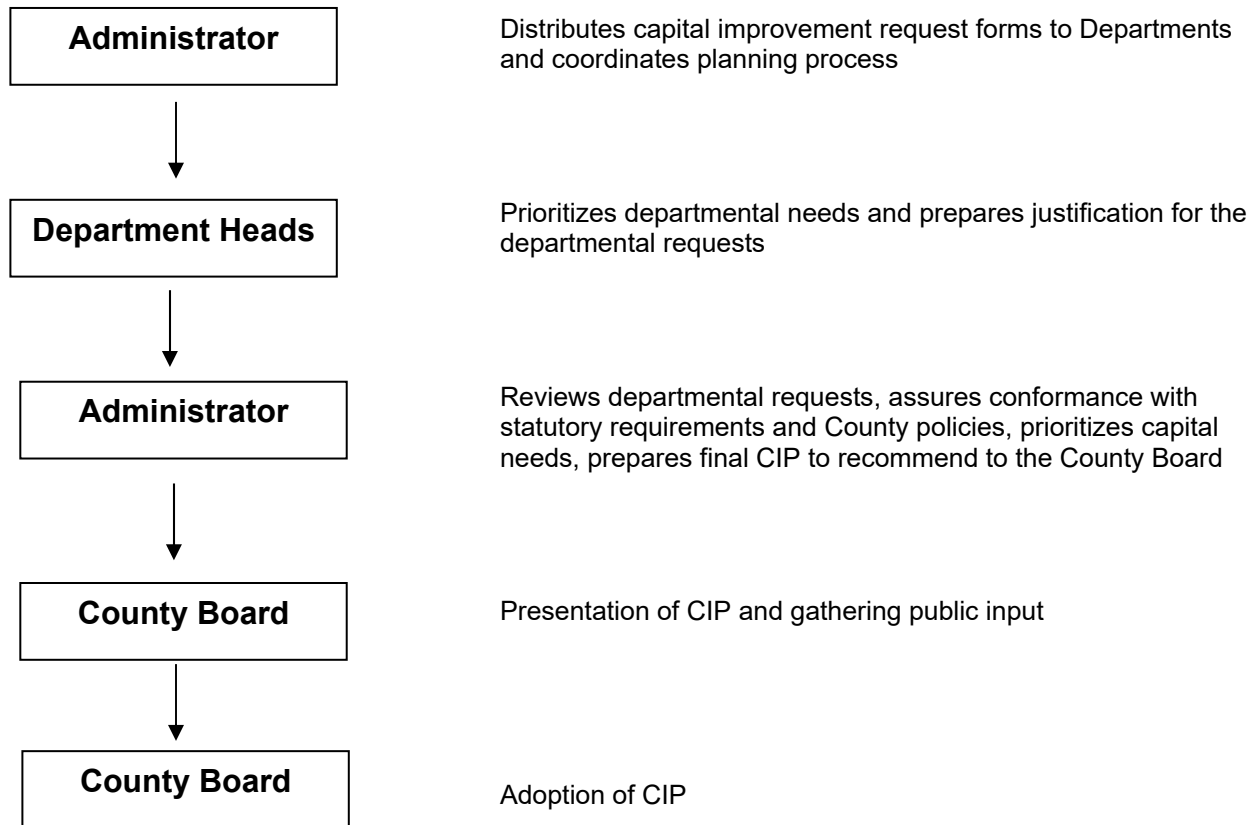 Administrator
Distributes capital improvement request forms to Departments
and coordinates planning process
Department Heads
Prioritizes departmental needs and prepares justification for the
departmental requests
Administrator
Reviews departmental requests, assures conformance with
statutory requirements and County policies, prioritizes capital
needs, prepares final CIP to recommend to the County Board
County Board
Presentation of CIP and gathering public input
County Board
Adoption of CIP